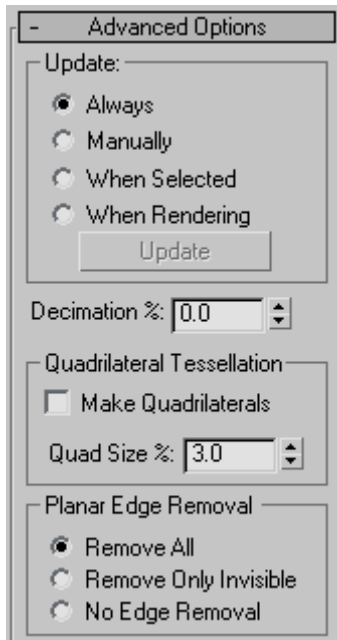 - Advanced Options
Update:
Always
Manually
When Selected
When Rendering
Update
Decimation %: 0.0
Quadrilateral Tessellation
Make Quadrilaterals
Quad Size %: 3.0
Planar Edge Removal
Remove All
Remove Only Invisible
No Edge Removal